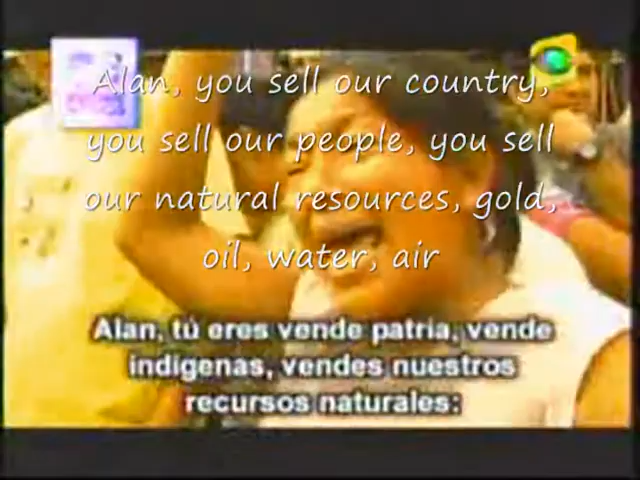 Alan, you sell our country,
you sell our people, you sell
our natural resources, gold,
oil, water, air
Alan, tú eres vende patria, vende
indigenas, vendes nuestros
recursos naturales: